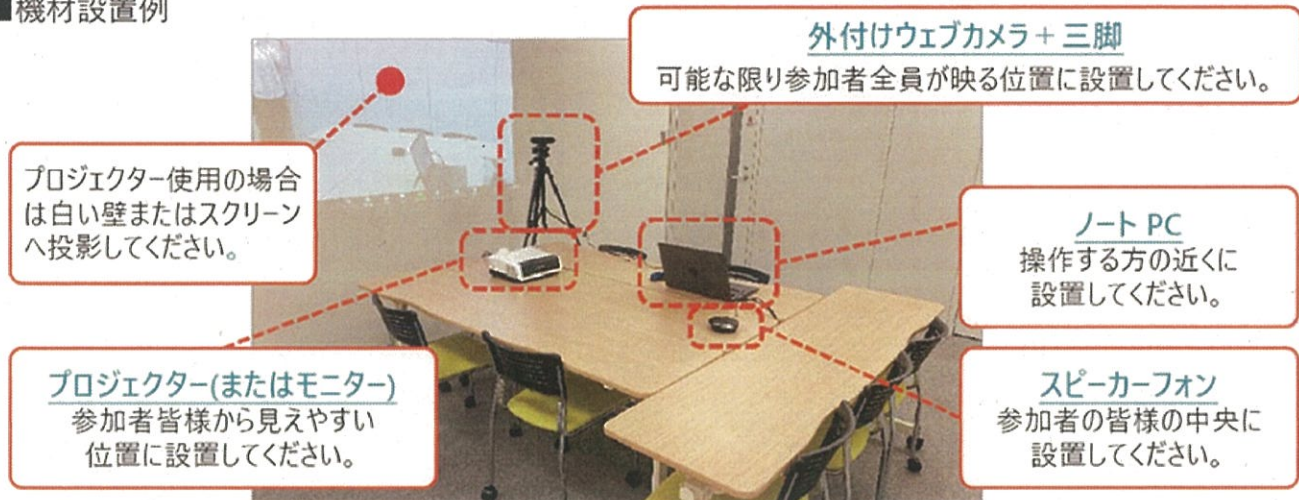 ■機材設置例
外付けウェブカメラ + 三脚
可能な限り参加者全員が映る位置に設置してください。
プロジェクター使用の場合
は白い壁またはスクリーン
へ投影してください。
ノート PC
操作する方の近くに
設置してください。
プロジェクター(またはモニター)
参加者皆様から見えやすい
位置に設置してください。
スピーカーフォン
参加者の皆様の中央に
設置してください。